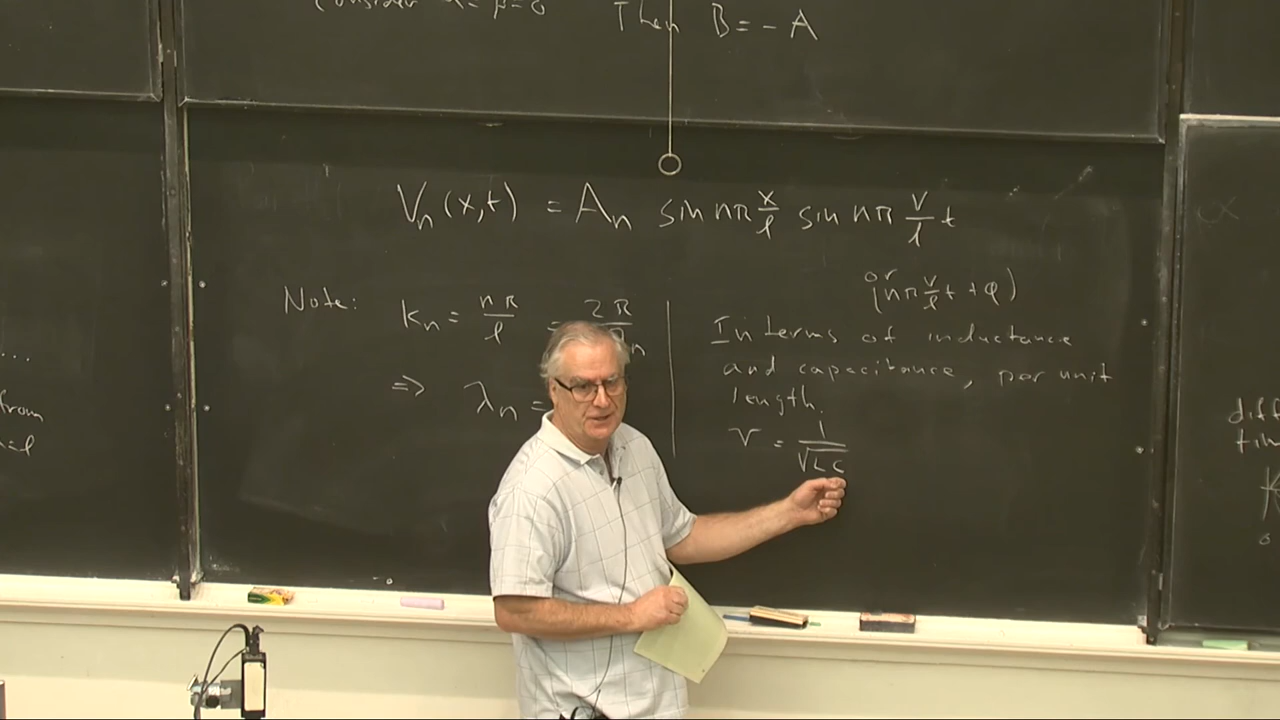 Then B = - A
Vₙ(x,t) = Aₙ sin nπ x/l sin nπ v/l t
or
(nπ v/l t + φ)
Note: kₙ = nπ/l = 2π/λₙ
⇒ λₙ =
In terms of inductance
and capacitance, per unit
length.
v = 1/√LC
from
diff